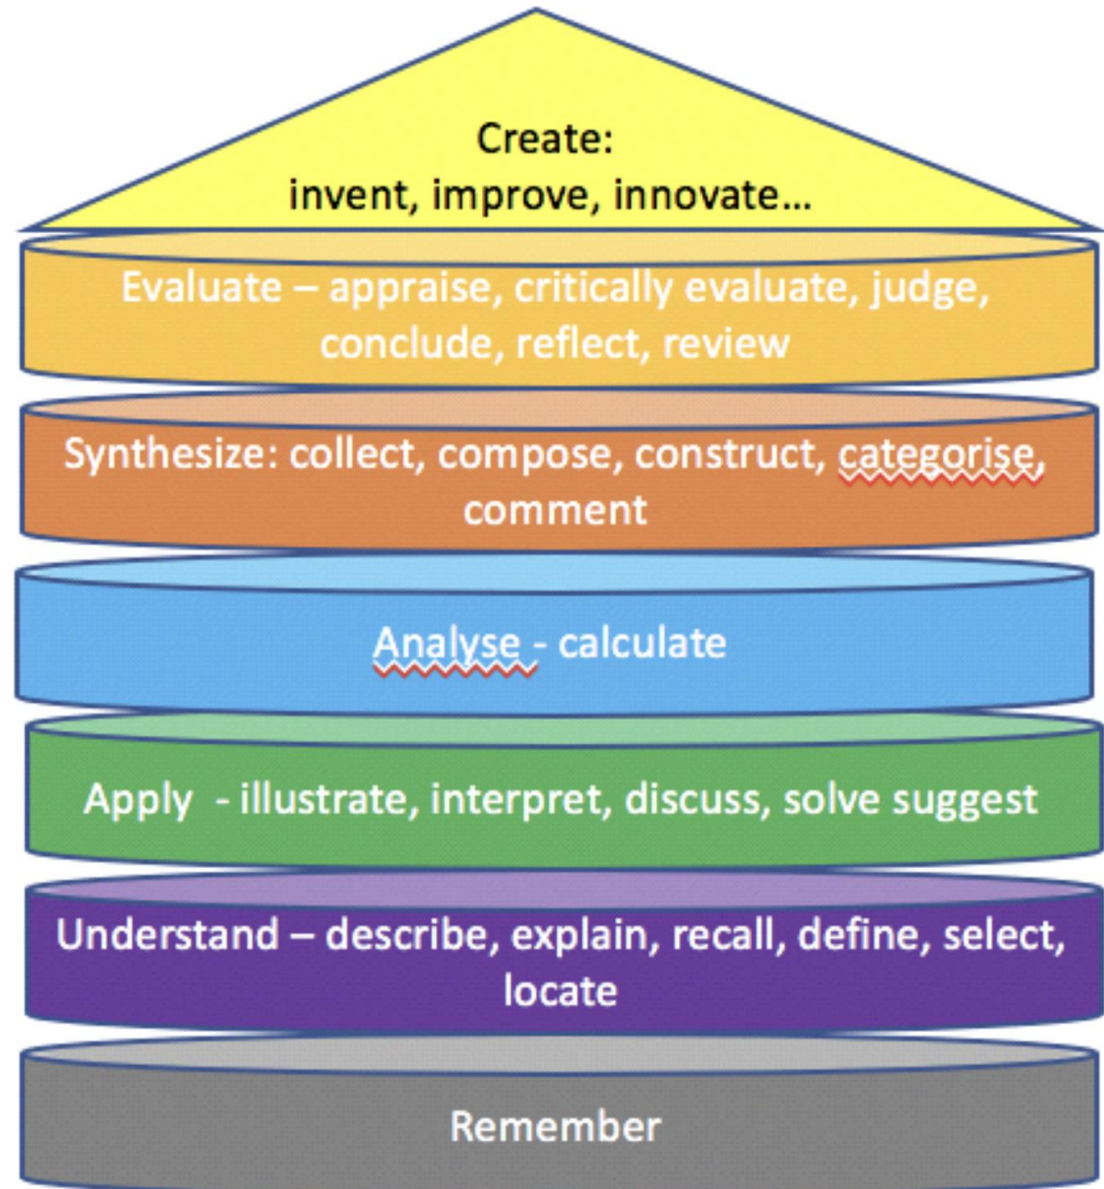 Create:
invent, improve, innovate...
Evaluate – appraise, critically evaluate, judge,
conclude, reflect, review
Synthesize: collect, compose, construct, categorise,
comment
Analyse - calculate
Apply  - illustrate, interpret, discuss, solve suggest
Understand – describe, explain, recall, define, select,
locate
Remember